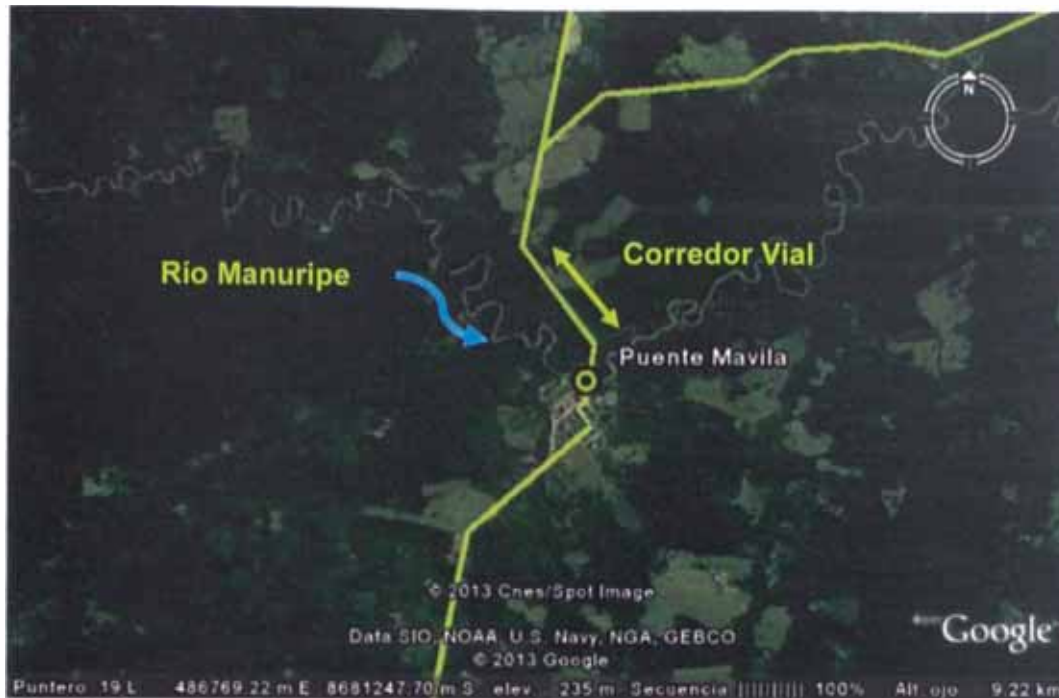 N
Río Manuripe
Corredor Vial
Puente Mavila
© 2013 Cnes/Spot Image
Data SIO, NOAA, U.S. Navy, NGA, GEBCO
© 2013 Google
Google
Puntero 19 L 486769.22 m E 8681247.70 m S elev. 235 m Secuencia |||||||||| 100% Alt. ojo 9.22 km